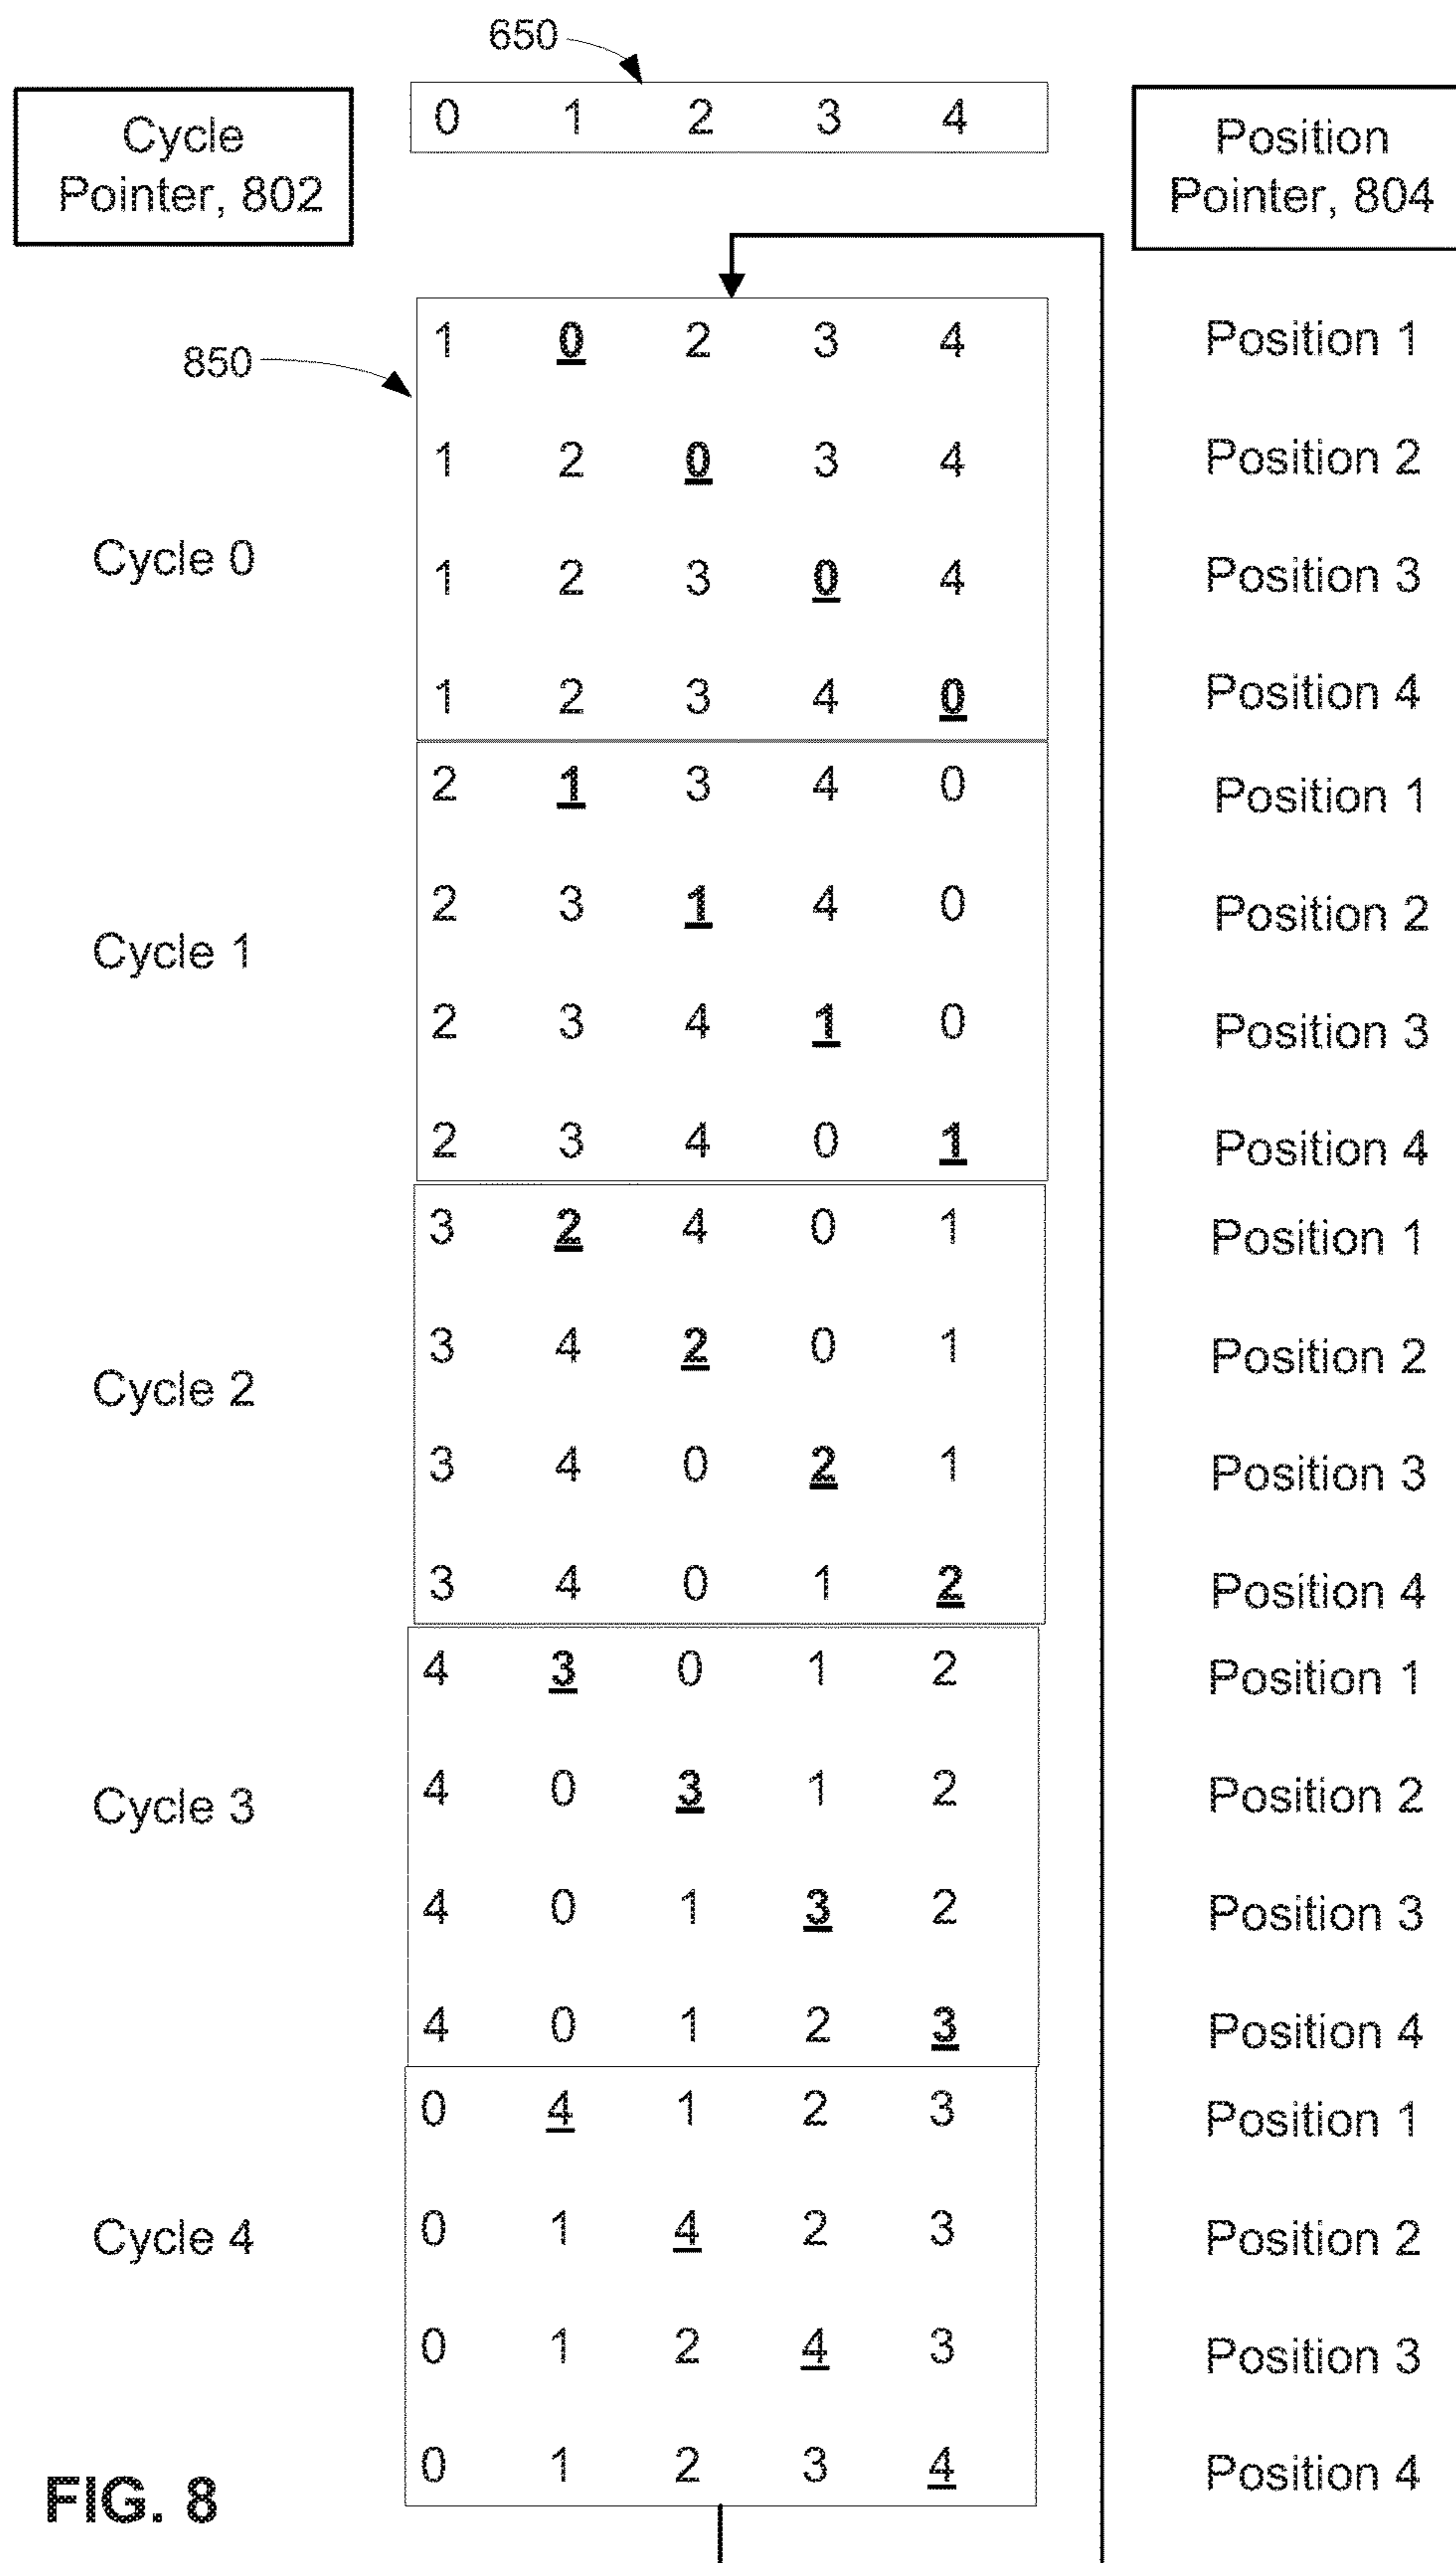 650
0 1 2 3 4
Cycle
Pointer, 802
Position
Pointer, 804
850
1 0 2 3 4 Position 1
1 2 0 3 4 Position 2
Cycle 0
1 2 3 0 4 Position 3
1 2 3 4 0 Position 4
2 1 3 4 0 Position 1
2 3 1 4 0 Position 2
Cycle 1
2 3 4 1 0 Position 3
2 3 4 0 1 Position 4
3 2 4 0 1 Position 1
3 4 2 0 1 Position 2
Cycle 2
3 4 0 2 1 Position 3
3 4 0 1 2 Position 4
4 3 0 1 2 Position 1
4 0 3 1 2 Position 2
Cycle 3
4 0 1 3 2 Position 3
4 0 1 2 3 Position 4
0 4 1 2 3 Position 1
0 1 4 2 3 Position 2
Cycle 4
0 1 2 4 3 Position 3
0 1 2 3 4 Position 4
FIG. 8